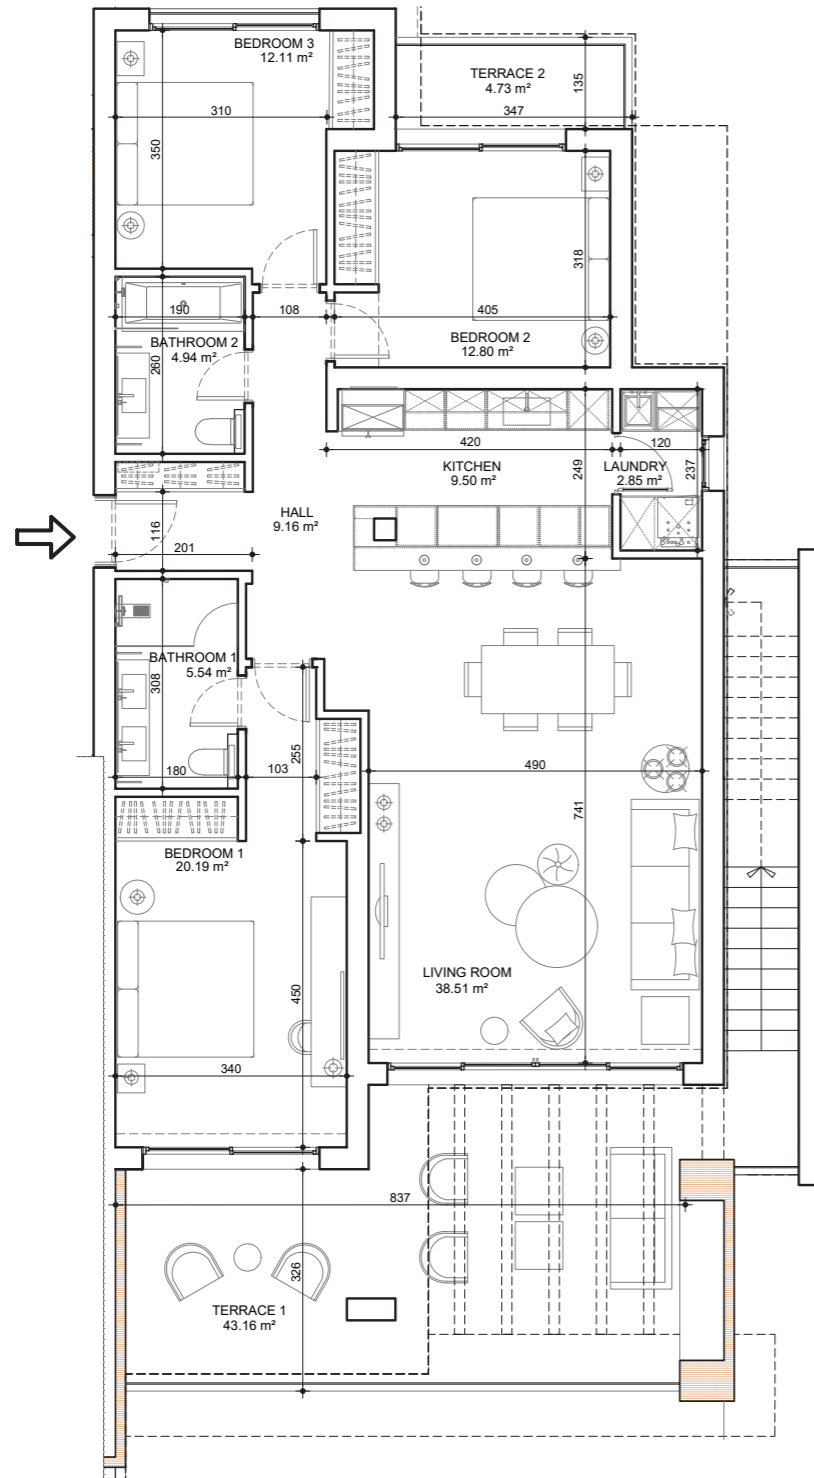 BEDROOM 3
12.11 m²
TERRACE 2
4.73 m²
135
310
347
350
318
190
108
405
BATHROOM 2
4.94 m²
BEDROOM 2
12.80 m²
260
420
120
KITCHEN
9.50 m²
249
LAUNDRY
2.85 m²
237
HALL
9.16 m²
116
201
BATHROOM 1
5.54 m²
308
255
180
103
490
741
BEDROOM 1
20.19 m²
LIVING ROOM
38.51 m²
450
340
837
326
TERRACE 1
43.16 m²